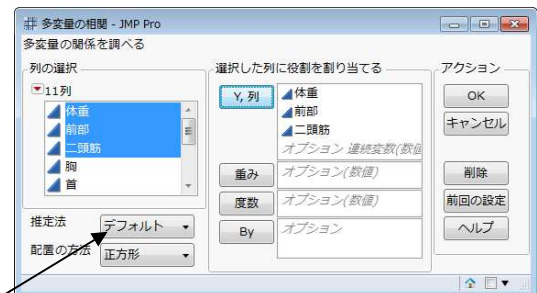 多変量の相関 - JMP Pro
多変量の関係を調べる
列の選択
11列
体重
前部
二頭筋
胸
首
推定法 デフォルト
配置の方法 正方形
選択した列に役割を割り当てる
Y, 列
体重
前部
二頭筋
オプション 連続変数(数値
重み オプション(数値)
度数 オプション(数値)
By オプション
アクション
OK
キャンセル
削除
前回の設定
ヘルプ